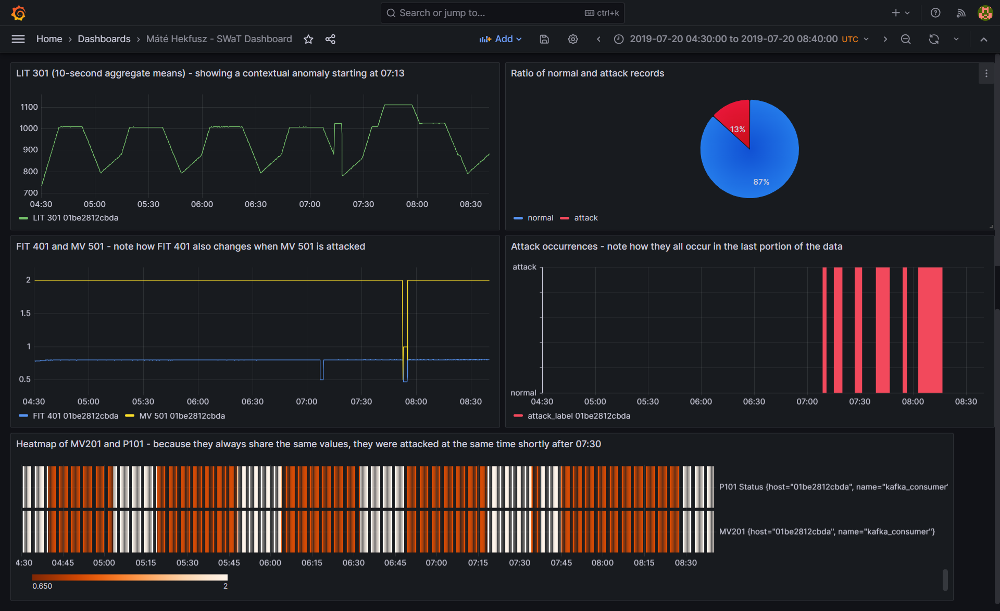 Search or jump to...
ctrl+k
Home › Dashboards › Máté Hekfusz - SWaT Dashboard
Add
2019-07-20 04:30:00 to 2019-07-20 08:40:00 UTC
LIT 301 (10-second aggregate means) - showing a contextual anomaly starting at 07:13
1100
1000
900
800
700
04:30 05:00 05:30 06:00 06:30 07:00 07:30 08:00 08:30
LIT 301 01be2812cbda
Ratio of normal and attack records
13%
87%
normal attack
FIT 401 and MV 501 - note how FIT 401 also changes when MV 501 is attacked
2
1.5
1
0.5
04:30 05:00 05:30 06:00 06:30 07:00 07:30 08:00 08:30
FIT 401 01be2812cbda MV 501 01be2812cbda
Attack occurrences - note how they all occur in the last portion of the data
attack
normal
04:30 05:00 05:30 06:00 06:30 07:00 07:30 08:00 08:30
attack_label 01be2812cbda
Heatmap of MV201 and P101 - because they always share the same values, they were attacked at the same time shortly after 07:30
P101 Status {host="01be2812cbda", name="kafka_consumer"
MV201 {host="01be2812cbda", name="kafka_consumer"}
4:30 04:45 05:00 05:15 05:30 05:45 06:00 06:15 06:30 06:45 07:00 07:15 07:30 07:45 08:00 08:15 08:30
0.650 2